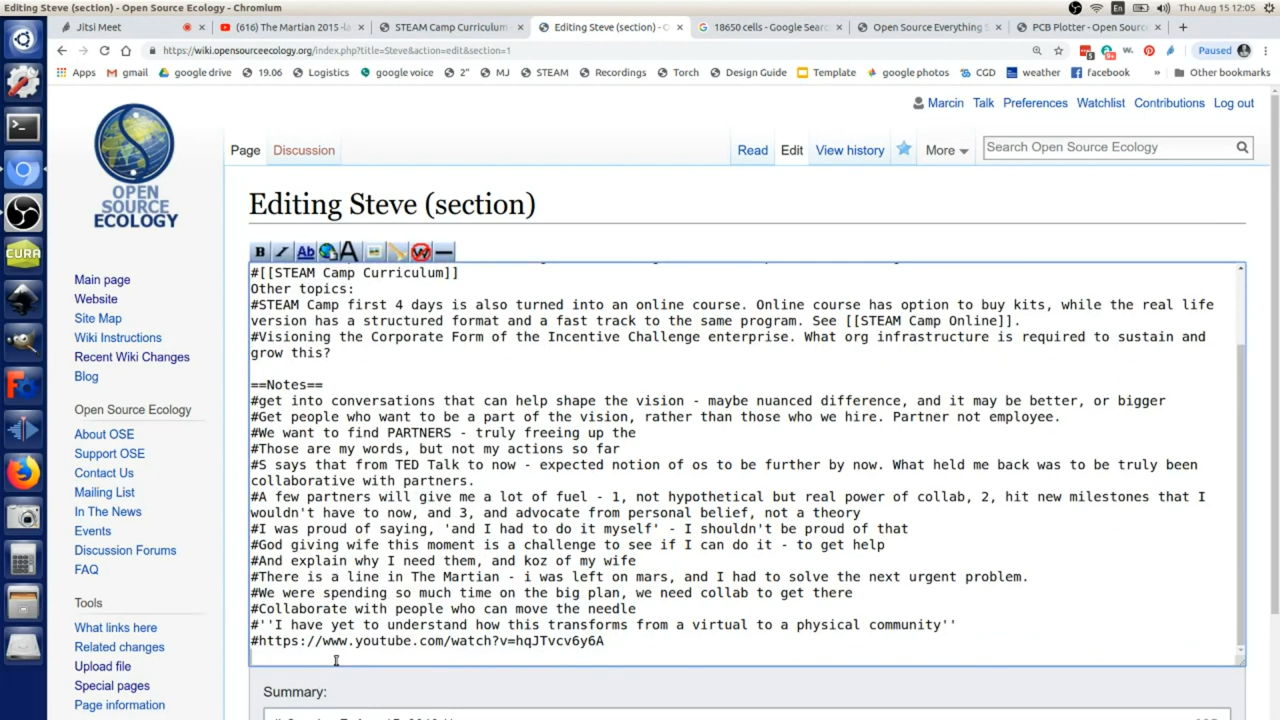 Editing Steve (section) - Open Source Ecology - Chromium
En
Thu Aug 15 12:05
Jitsi Meet
(616) The Martian 2015 -la
STEAM Camp Curriculum -
Editing Steve (section) - O
18650 cells - Google Searc
Open Source Everything S
PCB Plotter - Open Sourc
https://wiki.opensourceecology.org/index.php?title=Steve&action=edit&section=1
Paused
Apps
gmail
google drive
19.06
Logistics
google voice
2"
MJ
STEAM
Recordings
Torch
Design Guide
Template
google photos
CGD
weather
facebook
»
Other bookmarks
Marcin
Talk
Preferences
Watchlist
Contributions
Log out
Page
Discussion
Read
Edit
View history
More
Search Open Source Ecology
OPEN
SOURCE
ECOLOGY
Main page
Website
Site Map
Wiki Instructions
Recent Wiki Changes
Blog
Open Source Ecology
About OSE
Support OSE
Contact Us
Mailing List
In The News
Events
Discussion Forums
FAQ
Tools
What links here
Related changes
Upload file
Special pages
Page information
CURA
Editing Steve (section)
B
Ab
A
W
#[[STEAM Camp Curriculum]]
Other topics:
#STEAM Camp first 4 days is also turned into an online course. Online course has option to buy kits, while the real life
version has a structured format and a fast track to the same program. See [[STEAM Camp Online]].
#Visioning the Corporate Form of the Incentive Challenge enterprise. What org infrastructure is required to sustain and
grow this?
==Notes==
#get into conversations that can help shape the vision - maybe nuanced difference, and it may be better, or bigger
#Get people who want to be a part of the vision, rather than those who we hire. Partner not employee.
#We want to find PARTNERS - truly freeing up the
#Those are my words, but not my actions so far
#S says that from TED Talk to now - expected notion of os to be further by now. What held me back was to be truly been
collaborative with partners.
#A few partners will give me a lot of fuel - 1, not hypothetical but real power of collab, 2, hit new milestones that I
wouldn't have to now, and 3, and advocate from personal belief, not a theory
#I was proud of saying, 'and I had to do it myself' - I shouldn't be proud of that
#God giving wife this moment is a challenge to see if I can do it - to get help
#And explain why I need them, and koz of my wife
#There is a line in The Martian - i was left on mars, and I had to solve the next urgent problem.
#We were spending so much time on the big plan, we need collab to get there
#Collaborate with people who can move the needle
#''I have yet to understand how this transforms from a virtual to a physical community''
#https://www.youtube.com/watch?v=hqJTvcv6y6A
Summary: